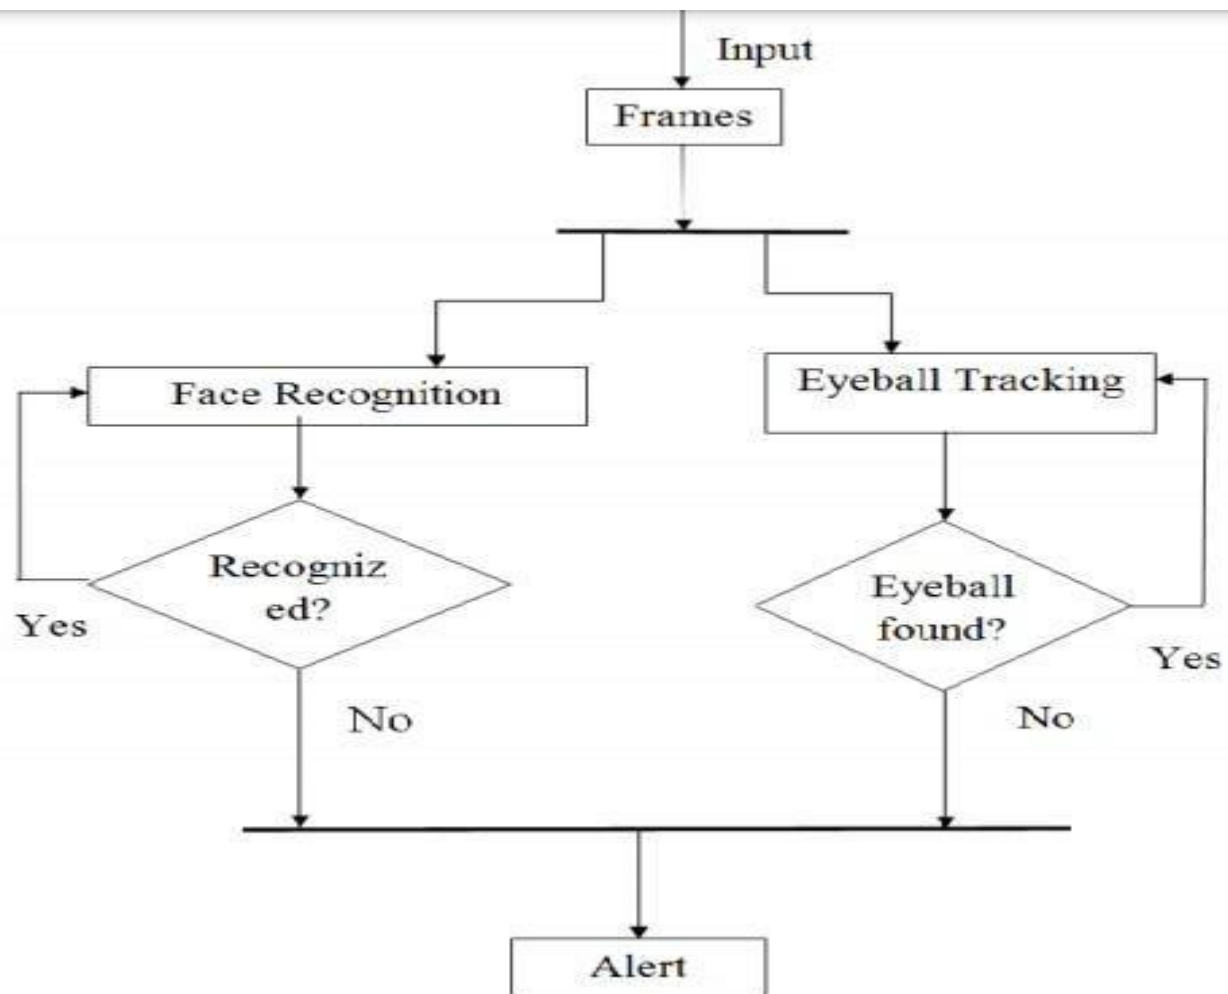 Input
Frames
Face Recognition
Eyeball Tracking
Recogniz
ed?
Eyeball
found?
Yes
Yes
No
No
Alert